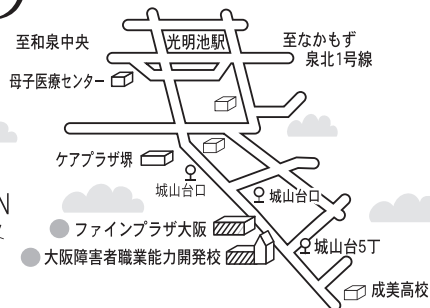 至和泉中央
光明池駅
至なかもず
泉北1号線
母子医療センター
ケアプラザ堺
城山台口
城山台口
ファインプラザ大阪
大阪障害者職業能力開発校
城山台5丁
成美高校
N